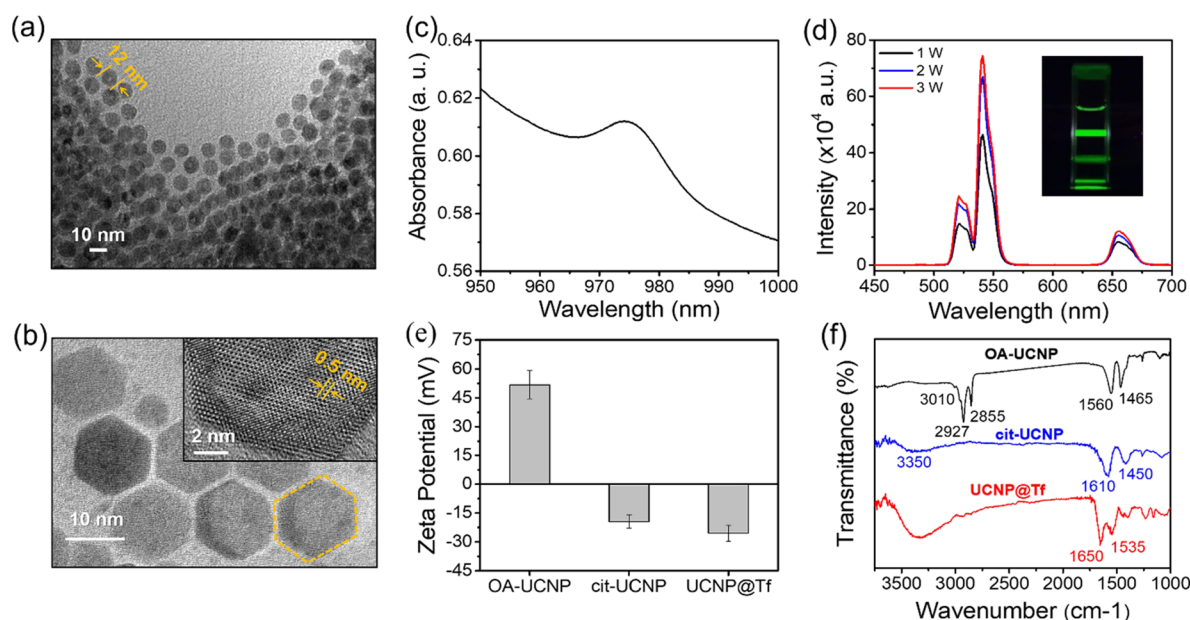 (a)
12 nm
10 nm
(b)
0.5 nm
2 nm
10 nm
(c)
0.64
0.62
0.60
0.58
0.56
Absorbance (a. u.)
950 960 970 980 990 1000
Wavelength (nm)
(d)
80
60
40
20
0
Intensity (x10⁴ a.u.)
1 W
2 W
3 W
450 500 550 600 650 700
Wavelength (nm)
(e)
75
60
45
30
15
0
-15
-30
-45
Zeta Potential (mV)
OA-UCNP cit-UCNP UCNP@Tf
(f)
Transmittance (%)
OA-UCNP
3010
2855
2927
1560
1465
cit-UCNP
3350
1610
1450
UCNP@Tf
1650
1535
3500 3000 2500 2000 1500 1000
Wavenumber (cm-1)